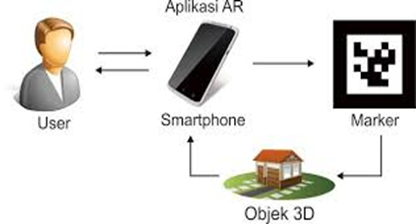 Aplikasi AR
User
Smartphone
Marker
Objek 3D